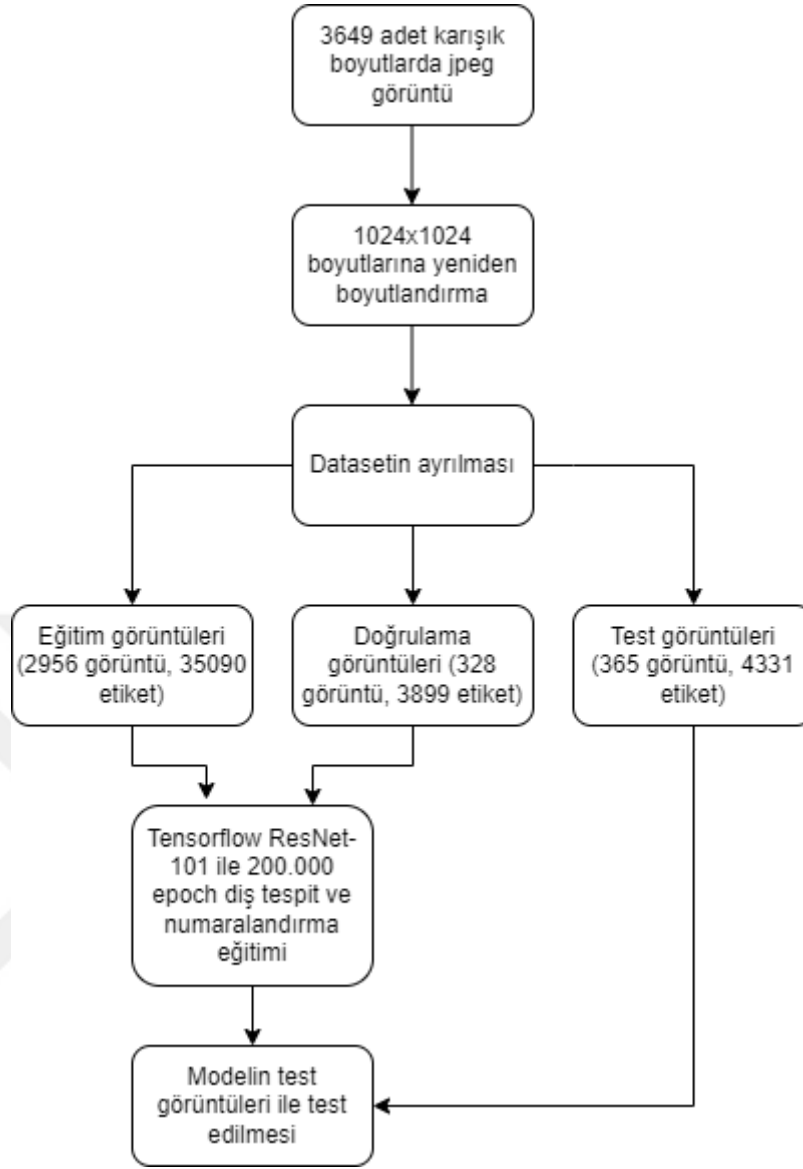 3649 adet karışık
boyutlarda jpeg
görüntü
1024x1024
boyutlarına yeniden
boyutlandırma
Datasetin ayrılması
Eğitim görüntüleri
(2956 görüntü, 35090
etiket)
Doğrulama
görüntüleri (328
görüntü, 3899 etiket)
Test görüntüleri
(365 görüntü, 4331
etiket)
Tensorflow ResNet-
101 ile 200.000
epoch diş tespit ve
numaralandırma
eğitimi
Modelin test
görüntüleri ile test
edilmesi